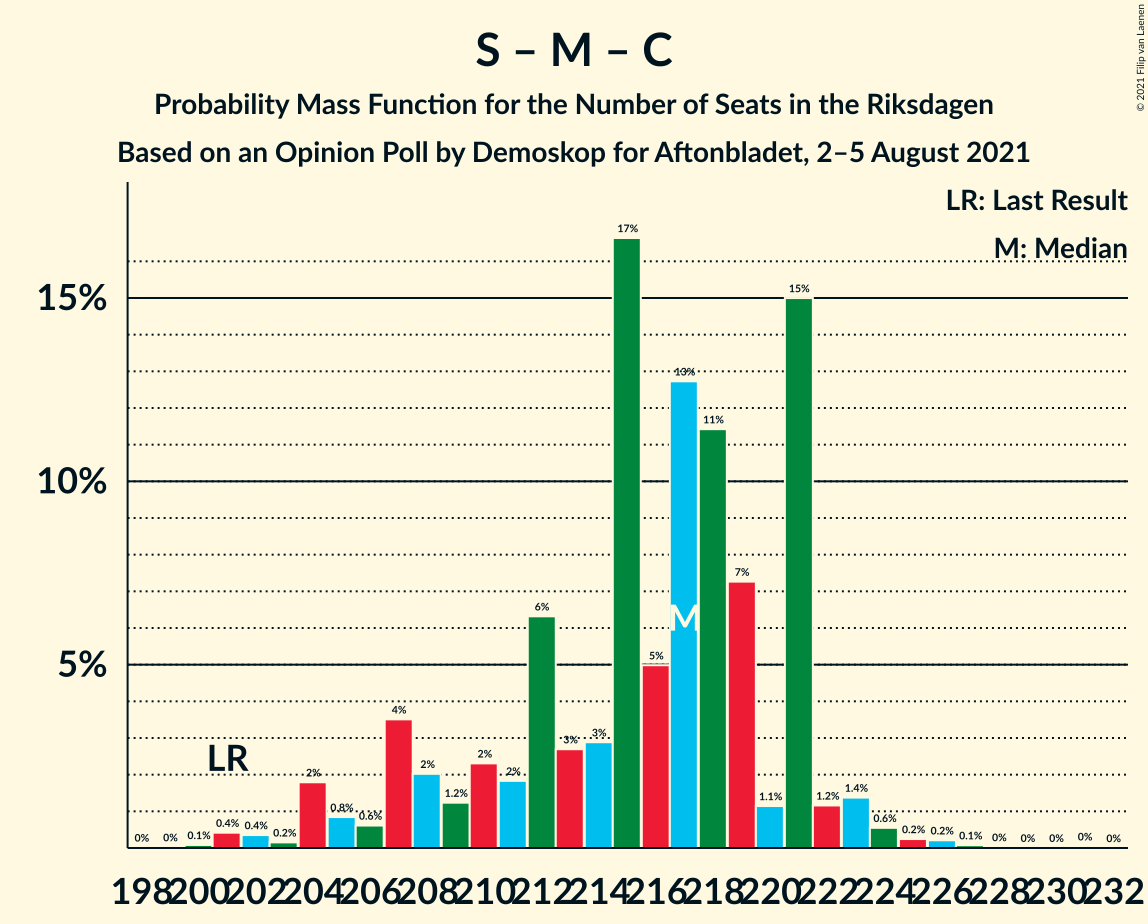 © 2021 Filip van Laenen
S – M – C
Probability Mass Function for the Number of Seats in the Riksdagen
Based on an Opinion Poll by Demoskop for Aftonbladet, 2–5 August 2021
LR: Last Result
M: Median
15%
10%
5%
0% 0% 0.1% 0.4% 0.4% 0.2% 2% 0.8% 0.6% 4% 2% 1.2% 2% 2% 6% 3% 3% 17% 5% 13% 11% 7% 1.1% 15% 1.2% 1.4% 0.6% 0.2% 0.2% 0.1% 0% 0% 0% 0% 0%
LR
M
198 200 202 204 206 208 210 212 214 216 218 220 222 224 226 228 230 232